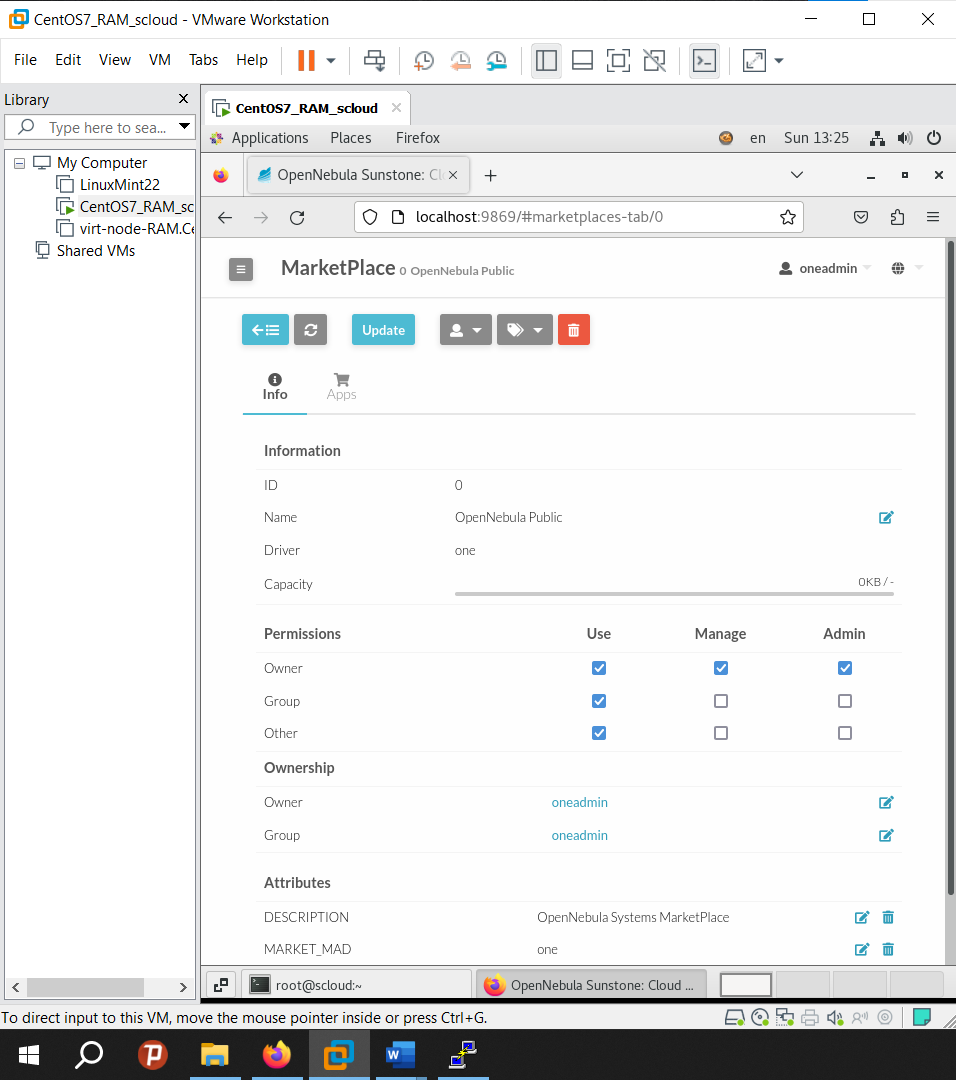 CentOS7_RAM_scloud - VMware Workstation
File Edit View VM Tabs Help
Library
Type here to sea...
My Computer
LinuxMint22
CentOS7_RAM_sc
virt-node-RAM.Ce
Shared VMs
CentOS7_RAM_scloud
Applications Places Firefox en Sun 13:25
OpenNebula Sunstone: Cl
localhost:9869/#marketplaces-tab/0
MarketPlace 0 OpenNebula Public oneadmin
Update
Info Apps
Information
ID 0
Name OpenNebula Public
Driver one
Capacity 0KB / -
Permissions Use Manage Admin
Owner
Group
Other
Ownership
Owner oneadmin
Group oneadmin
Attributes
DESCRIPTION OpenNebula Systems MarketPlace
MARKET_MAD one
root@scloud:~ OpenNebula Sunstone: Cloud ...
To direct input to this VM, move the mouse pointer inside or press Ctrl+G.